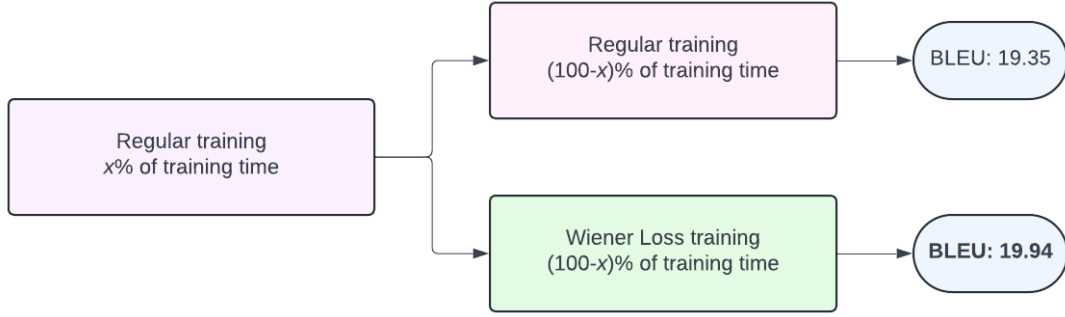 Regular training
x% of training time
Regular training
(100-x)% of training time
BLEU: 19.35
Wiener Loss training
(100-x)% of training time
BLEU: 19.94